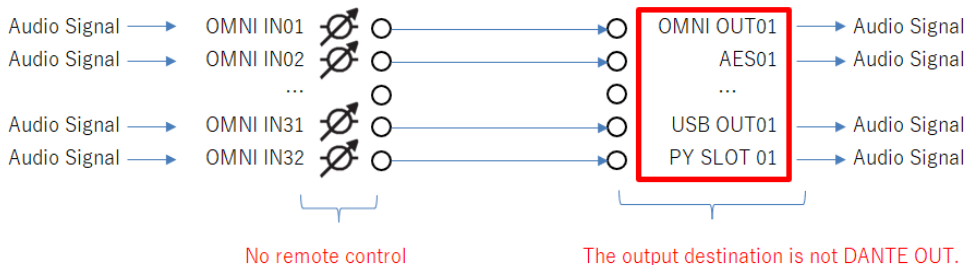 Audio Signal OMNI IN01 OMNI OUT01 Audio Signal
Audio Signal OMNI IN02 AES01 Audio Signal
… …
Audio Signal OMNI IN31 USB OUT01 Audio Signal
Audio Signal OMNI IN32 PY SLOT 01 Audio Signal
No remote control The output destination is not DANTE OUT.